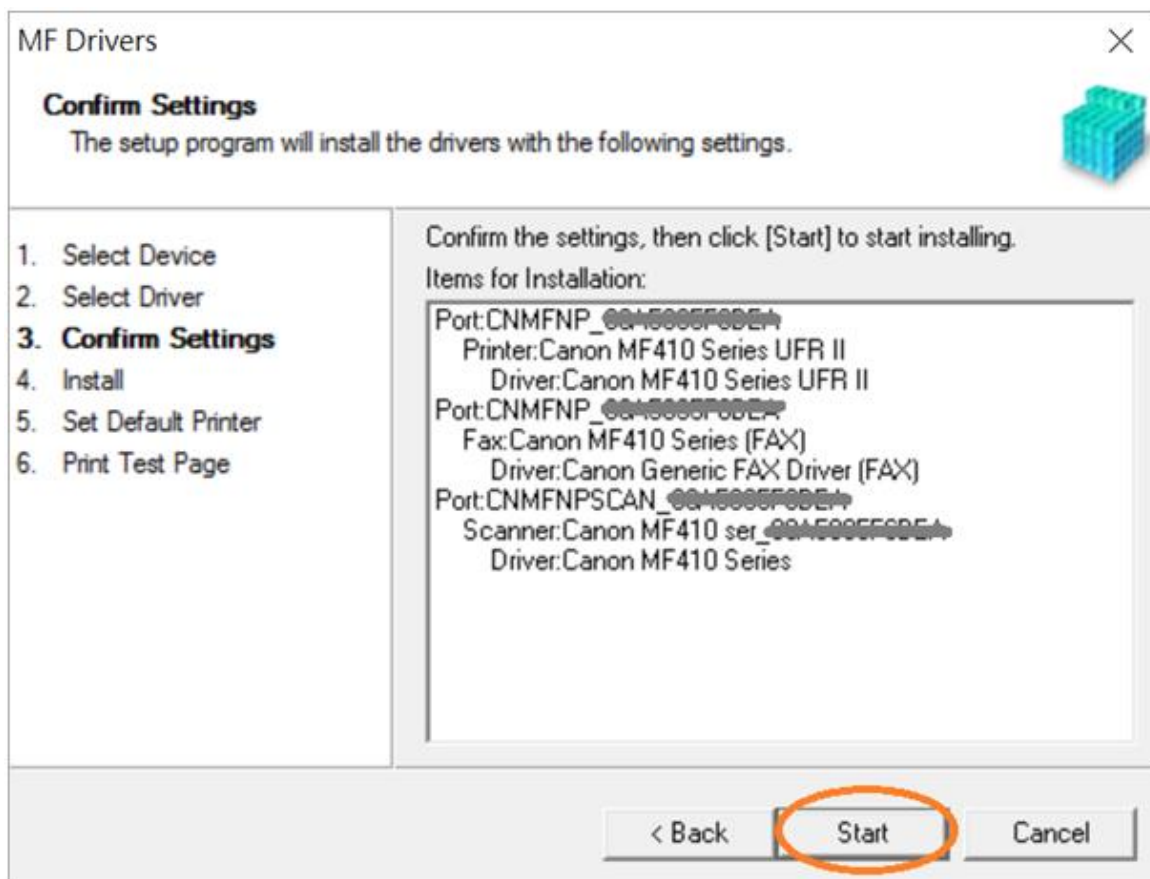 MF Drivers
Confirm Settings
The setup program will install the drivers with the following settings.
1. Select Device
2. Select Driver
3. Confirm Settings
4. Install
5. Set Default Printer
6. Print Test Page
Confirm the settings, then click [Start] to start installing.
Items for Installation:
Port:CNMFNP_
Printer:Canon MF410 Series UFR II
Driver:Canon MF410 Series UFR II
Port:CNMFNP_
Fax:Canon MF410 Series (FAX)
Driver:Canon Generic FAX Driver (FAX)
Port:CNMFNPSCAN_
Scanner:Canon MF410 ser_
Driver:Canon MF410 Series
< Back
Start
Cancel